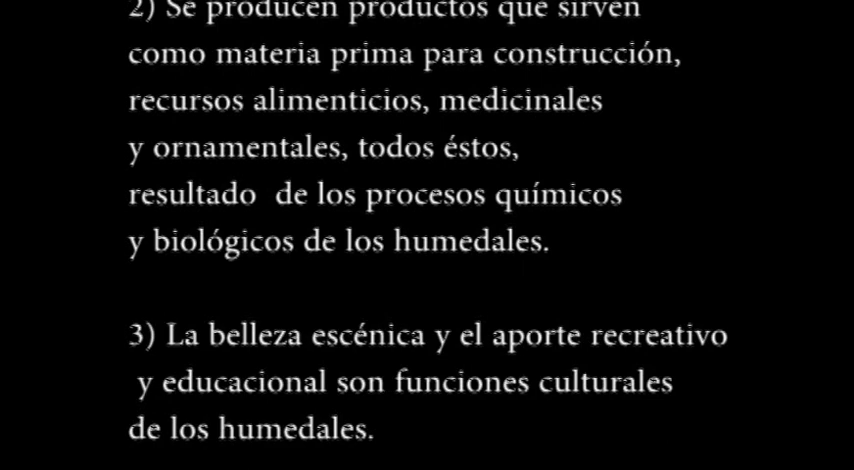 2) Se producen productos que sirven
como materia prima para construcción,
recursos alimenticios, medicinales
y ornamentales, todos éstos,
resultado  de los procesos químicos
y biológicos de los humedales.
3) La belleza escénica y el aporte recreativo
y educacional son funciones culturales
de los humedales.